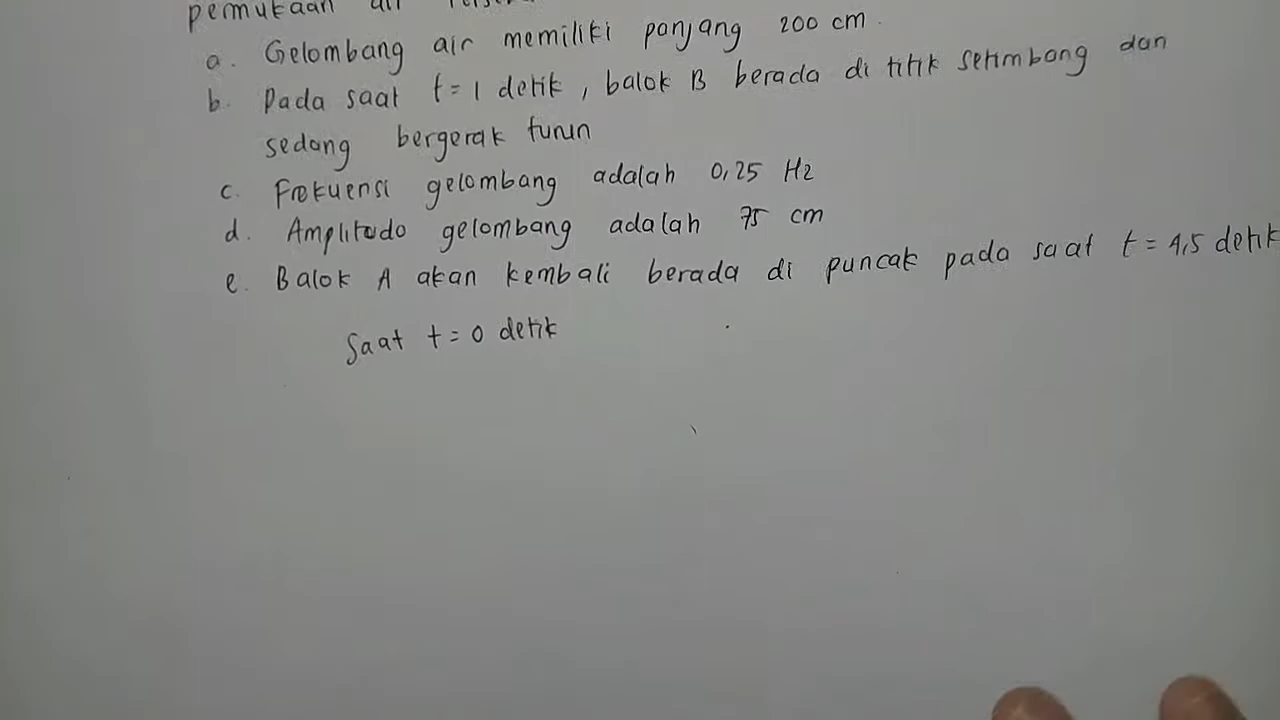 pemukaan air
a. Gelombang air memiliki panjang 200 cm.
b. Pada saat t = 1 detik, balok B berada di titik setimbang dan
sedang bergerak turun
c. Frekuensi gelombang adalah 0,25 Hz
d. Amplitudo gelombang adalah 75 cm
e. Balok A akan kembali berada di puncak pada saat t = 4,5 detik
Saat t = 0 detik